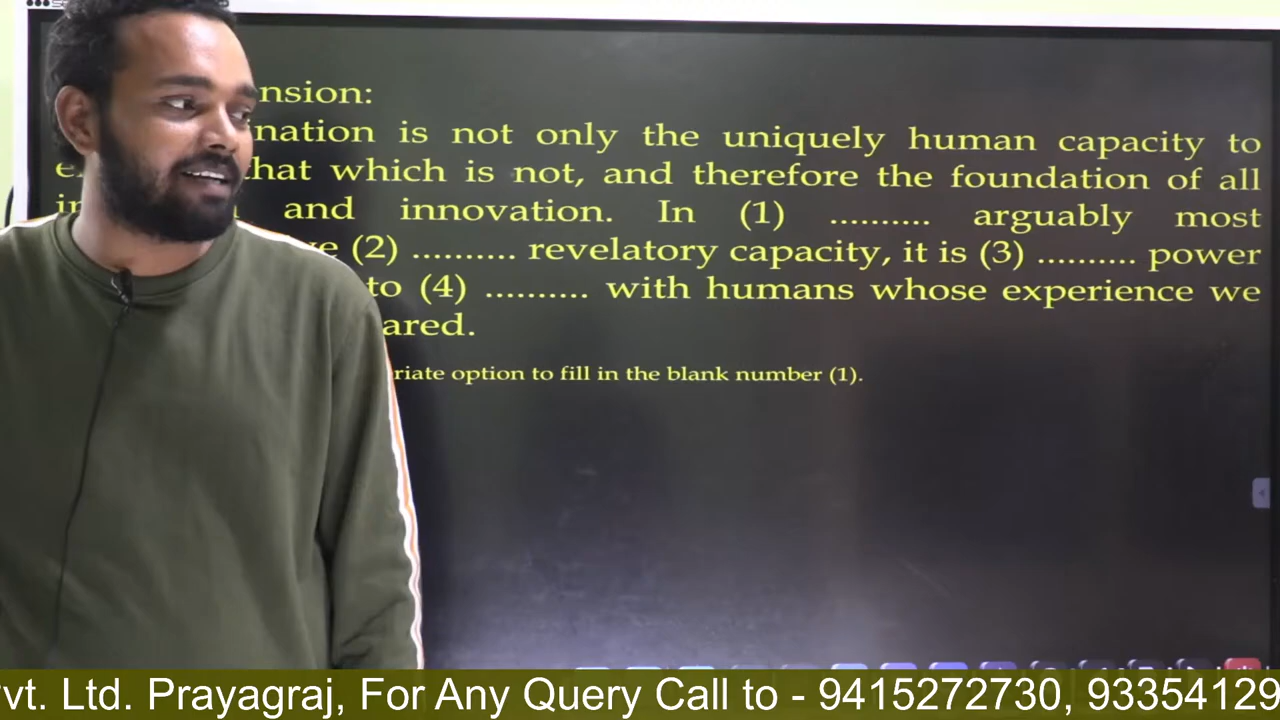 nsion:
nation is not only the uniquely human capacity to
hat which is not, and therefore the foundation of all
and innovation. In (1) .......... arguably most
ve (2) .......... revelatory capacity, it is (3) .......... power
to (4) .......... with humans whose experience we
ared.
riate option to fill in the blank number (1).
vt. Ltd. Prayagraj, For Any Query Call to - 9415272730, 93354129